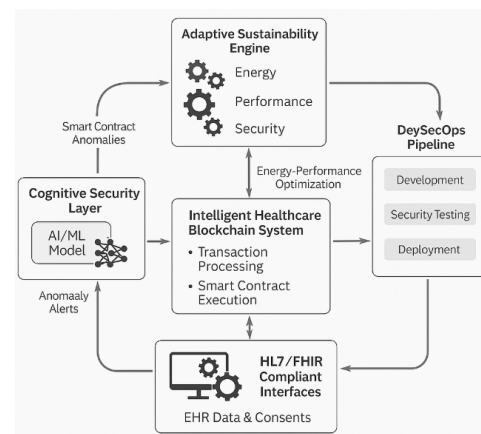 Adaptive Sustainability
Engine
Energy
Performance
Security
Smart Contract
Anomalies
DeySecOps
Pipeline
Energy-Performance
Optimization
Development
Security Testing
Deployment
Cognitive Security
Layer
AI/ML
Model
Intelligent Healthcare
Blockchain System
• Transaction
Processing
• Smart Contract
Execution
Anomaaly
Alerts
HL7/FHIR
Compliant
Interfaces
EHR Data & Consents